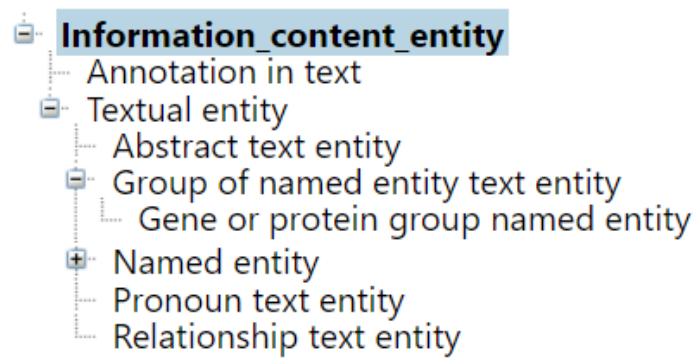 Information_content_entity
Annotation in text
Textual entity
Abstract text entity
Group of named entity text entity
Gene or protein group named entity
Named entity
Pronoun text entity
Relationship text entity